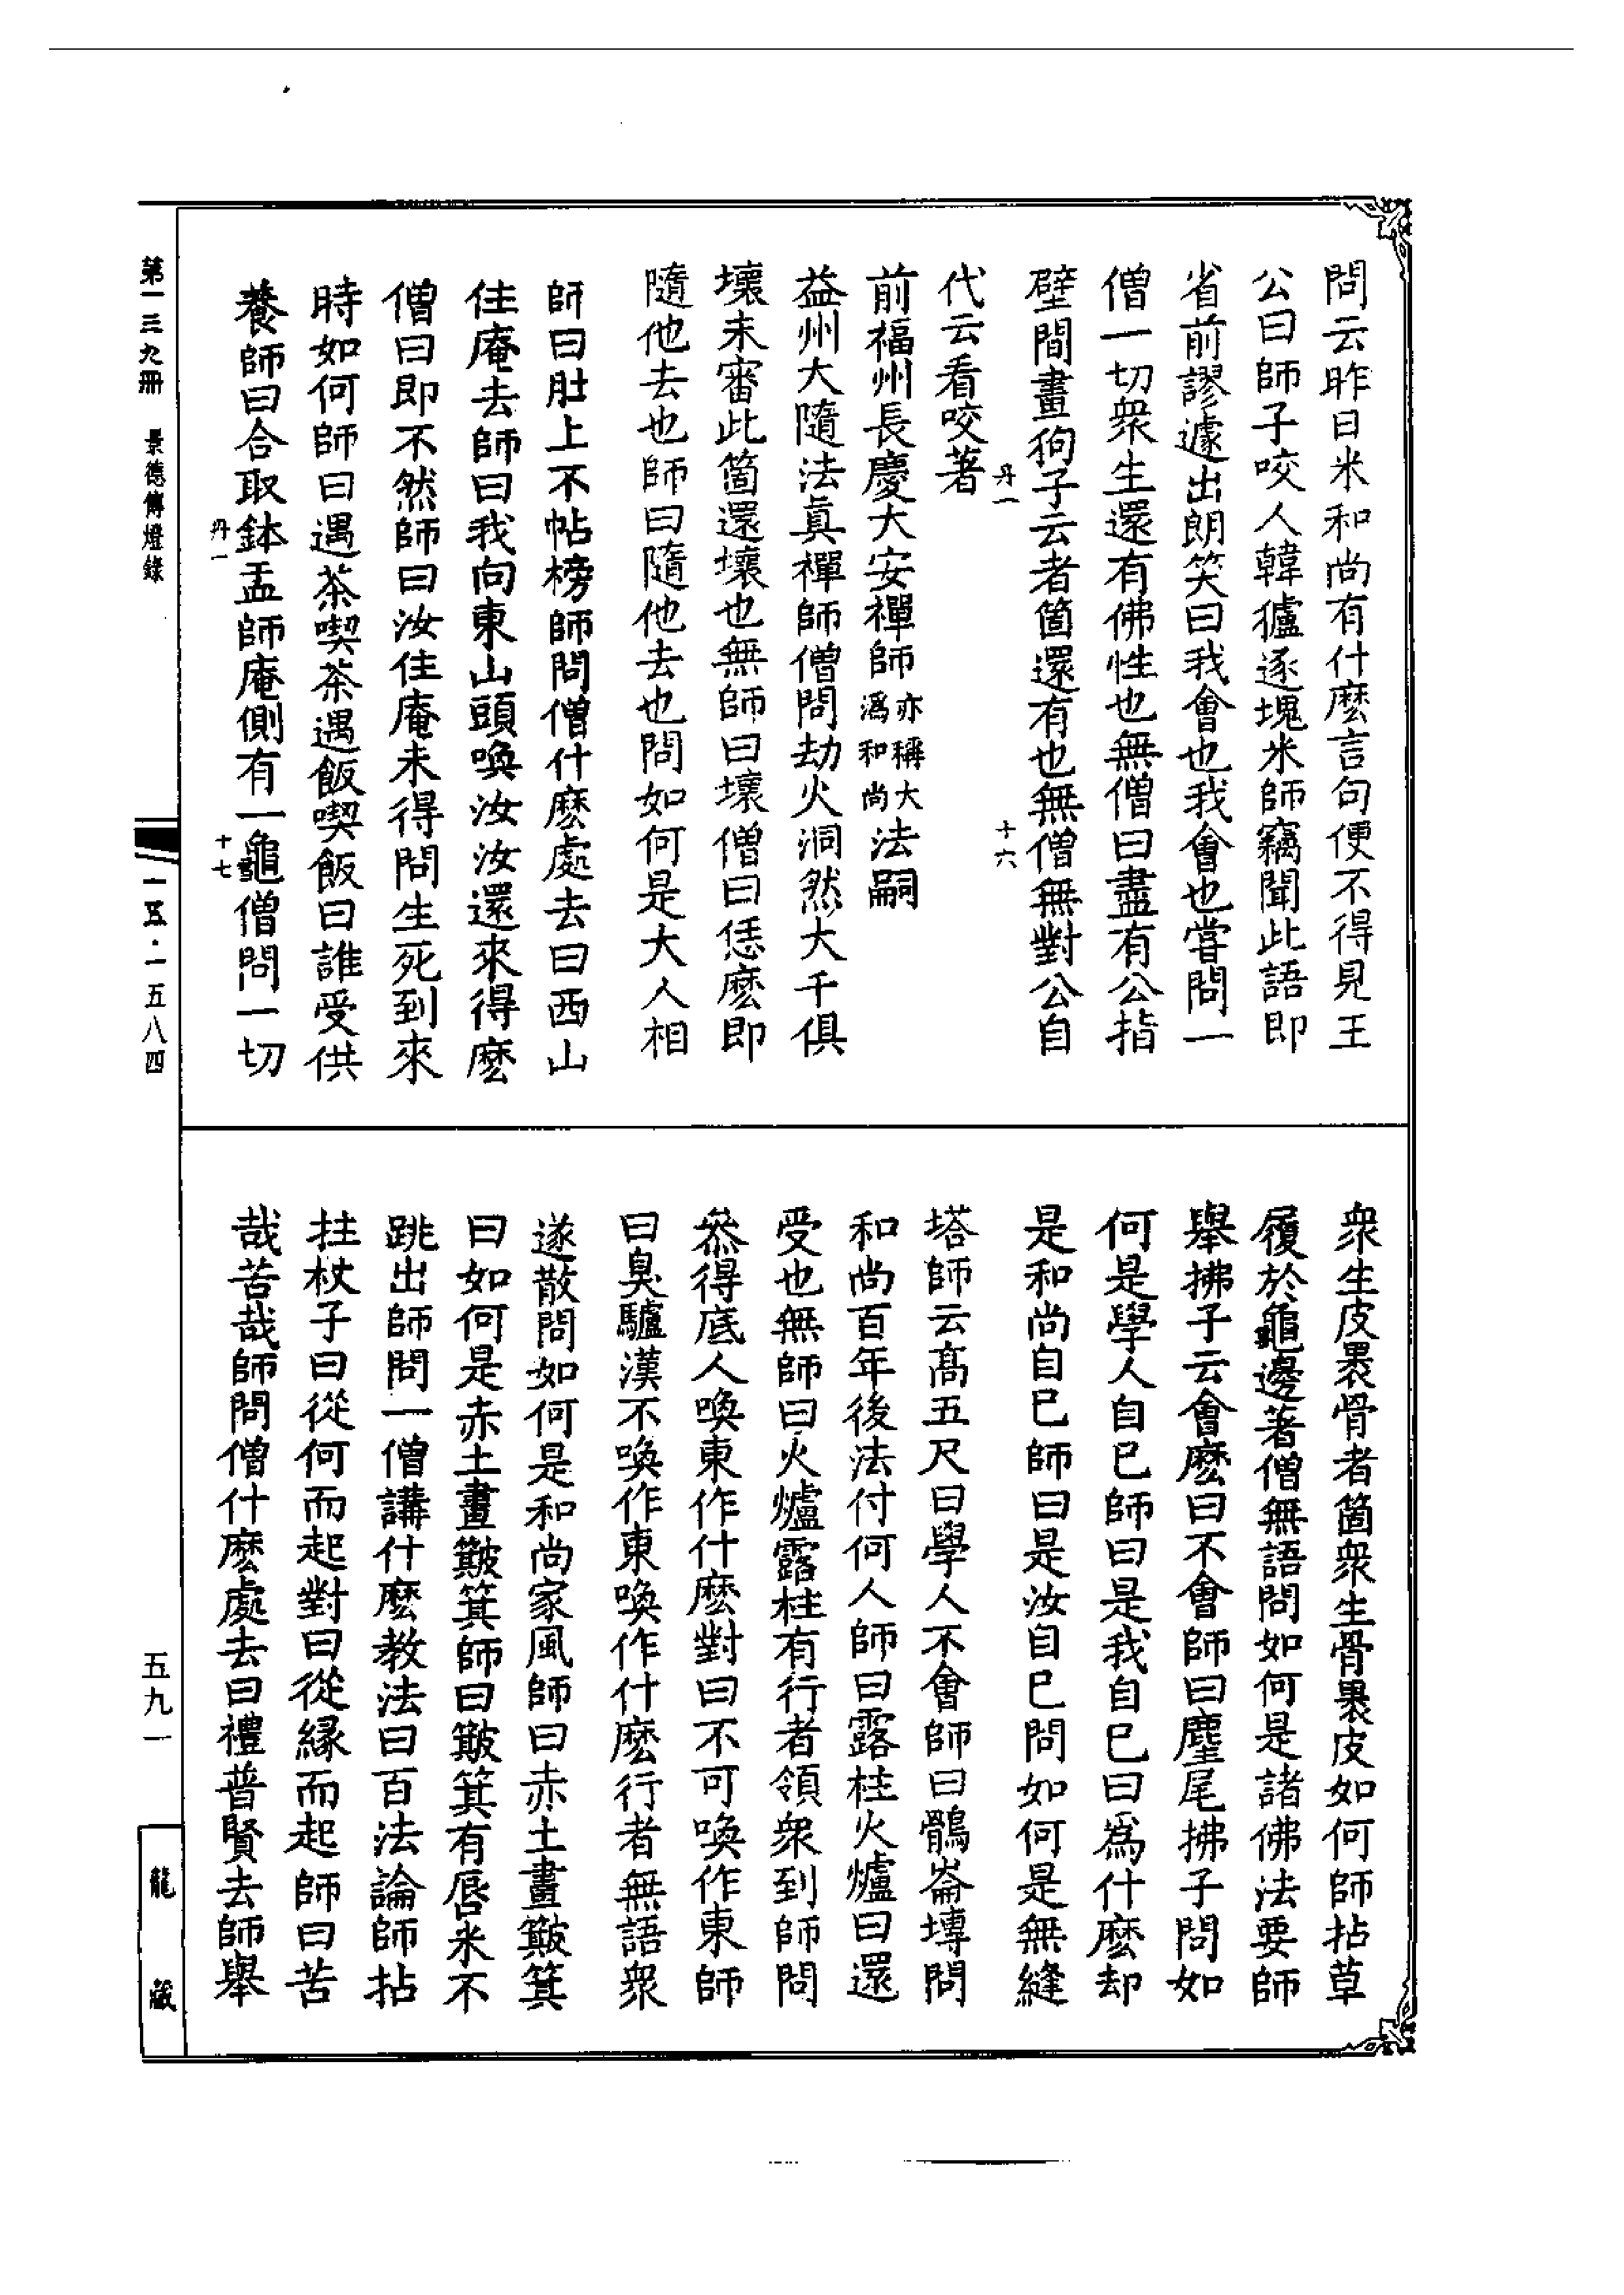 問云昨日米和尚有什麽言句便不得見王
公曰師子咬人韓獹逐塊米師竊聞此語即
省前謬遽出朗笑曰我會也我會也嘗問一
僧一切衆生還有佛性也無僧曰盡有公指
壁間畫狗子云者箇還有也無僧無對公自
丹一
十六
代云看咬著
前福州長慶大安禪師亦稱大潙和尚法嗣
益州大隨法眞禪師僧問劫火洞然大千俱
壞未審此箇還壞也無師曰壞僧曰恁麽即
隨他去也師曰隨他去也問如何是大人相
師曰肚上不帖榜師問僧什麽處去曰西山
住庵去師曰我向東山頭喚汝汝還來得麽
僧曰即不然師曰汝住庵未得問生死到來
時如何師曰遇茶喫茶遇飯喫飯曰誰受供
養師曰合取鉢盂師庵側有一龜僧問一切
丹一
十七
衆生皮裹骨者箇衆生骨裹皮如何師拈草
履於龜邊著僧無語問如何是諸佛法要師
舉拂子云會麽曰不會師曰麈尾拂子問如
何是學人自已師曰是我自已曰爲什麽却
是和尚自已師曰是汝自已問如何是無縫
塔師云高五尺曰學人不會師曰鶻崙塼問
和尚百年後法付何人師曰露柱火爐曰還
受也無師曰火爐露柱有行者領衆到師問
叅得底人喚東作什麽對曰不可喚作東師
曰臭驢漢不喚作東喚作什麽行者無語衆
遂散問如何是和尚家風師曰赤土畫簸箕
曰如何是赤土畫簸箕師曰簸箕有唇米不
跳出師問一僧講什麽教法曰百法論師拈
拄杖子曰從何而起對曰從緣而起師曰苦
哉苦哉師問僧什麽處去曰禮普賢去師舉
第一三九冊　景德傳燈錄
一五·一五八四
五九一
龍藏